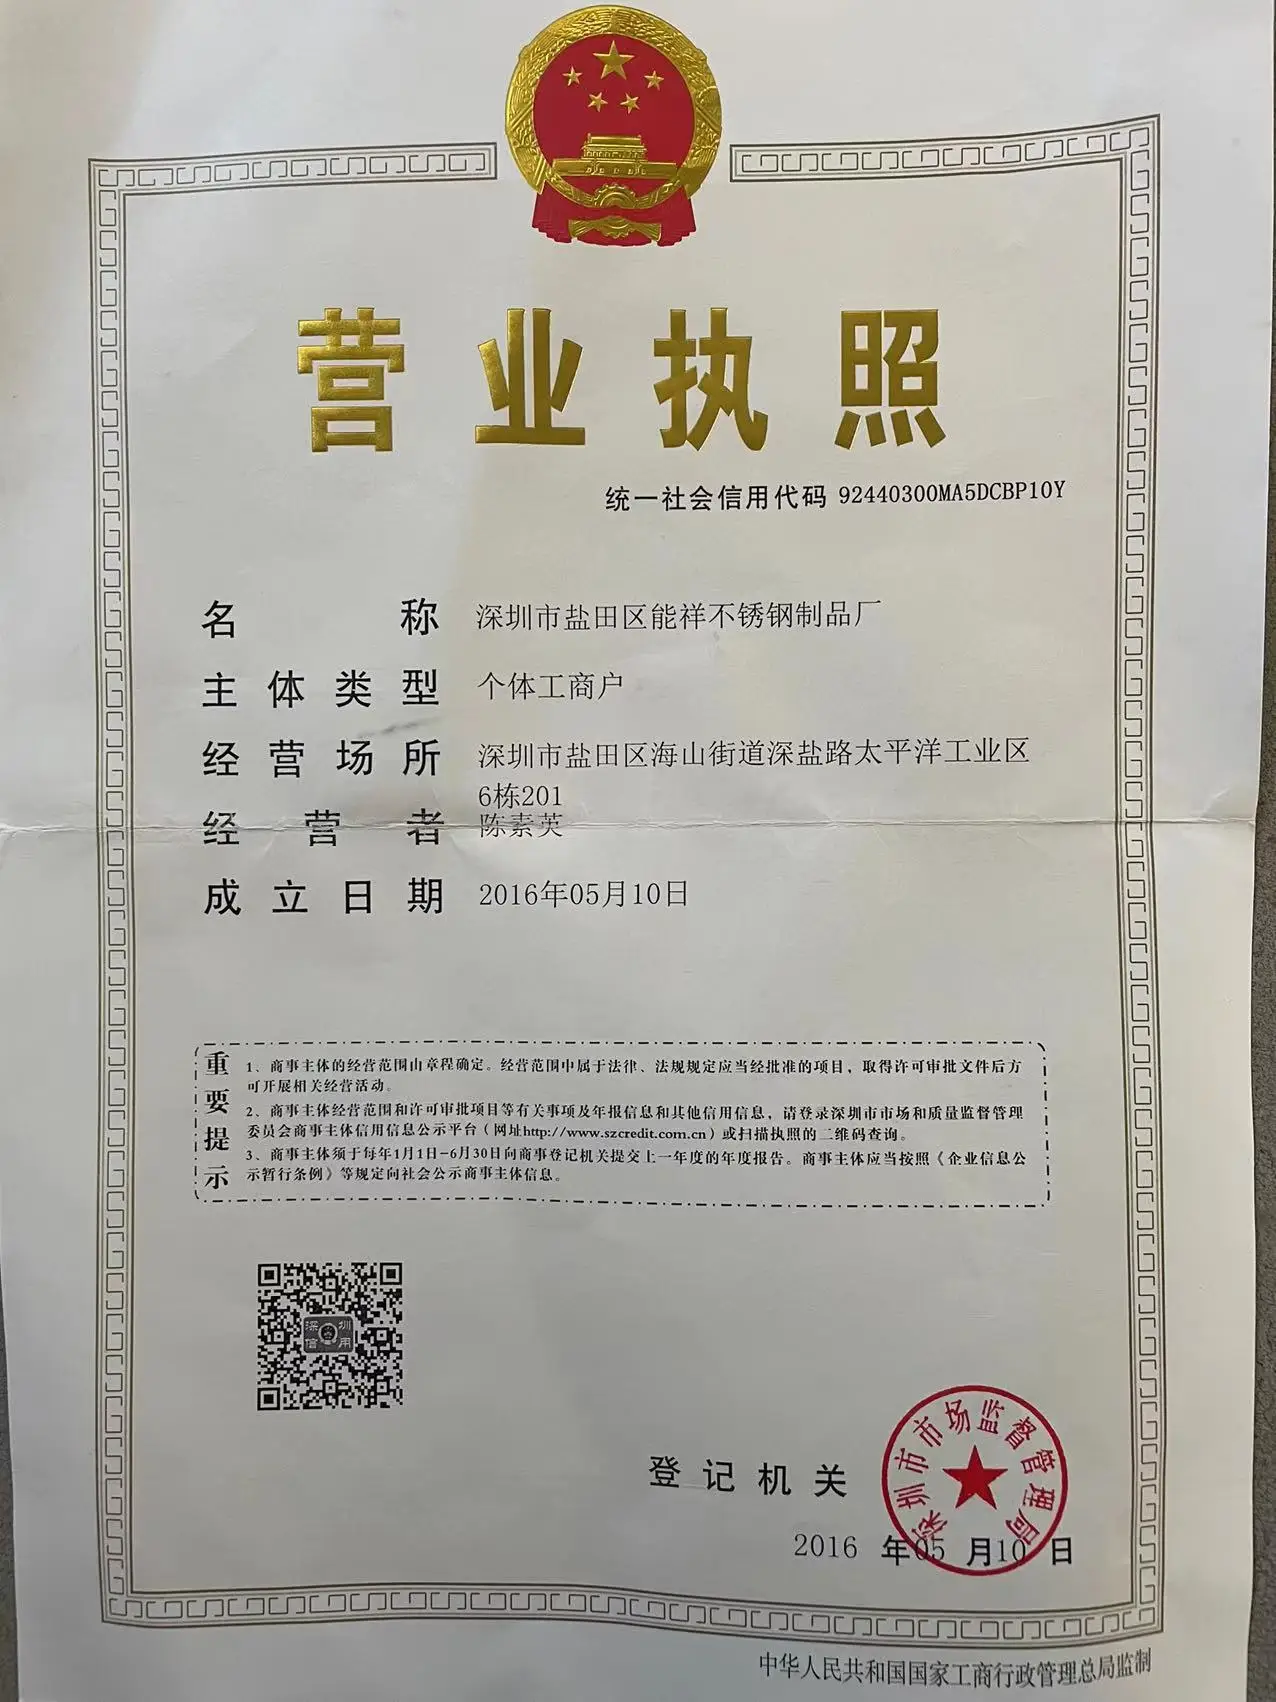 营业执照
统一社会信用代码 92440300MA5DCBP10Y
名称 深圳市盐田区能祥不锈钢制品厂
主体类型 个体工商户
经营场所 深圳市盐田区海山街道深盐路太平洋工业区
6栋201
经营者 陈素英
成立日期 2016年05月10日
重要提示
1、商事主体的经营范围由章程确定。经营范围中属于法律、法规规定应当经批准的项目，取得许可审批文件后方
可开展相关经营活动。
2、商事主体经营范围和许可审批项目等有关事项及年报信息和其他信用信息，请登录深圳市市场和质量监督管理
委员会商事主体信用信息公示平台（网址http://www.szcredit.com.cn）或扫描执照的二维码查询。
3、商事主体须于每年1月1日-6月30日向商事登记机关提交上一年度的年度报告。商事主体应当按照《企业信息公
示暂行条例》等规定向社会公示商事主体信息。
深圳
信用
登记机关
深圳市市场监督管理局
2016 年05 月10 日
中华人民共和国国家工商行政管理总局监制